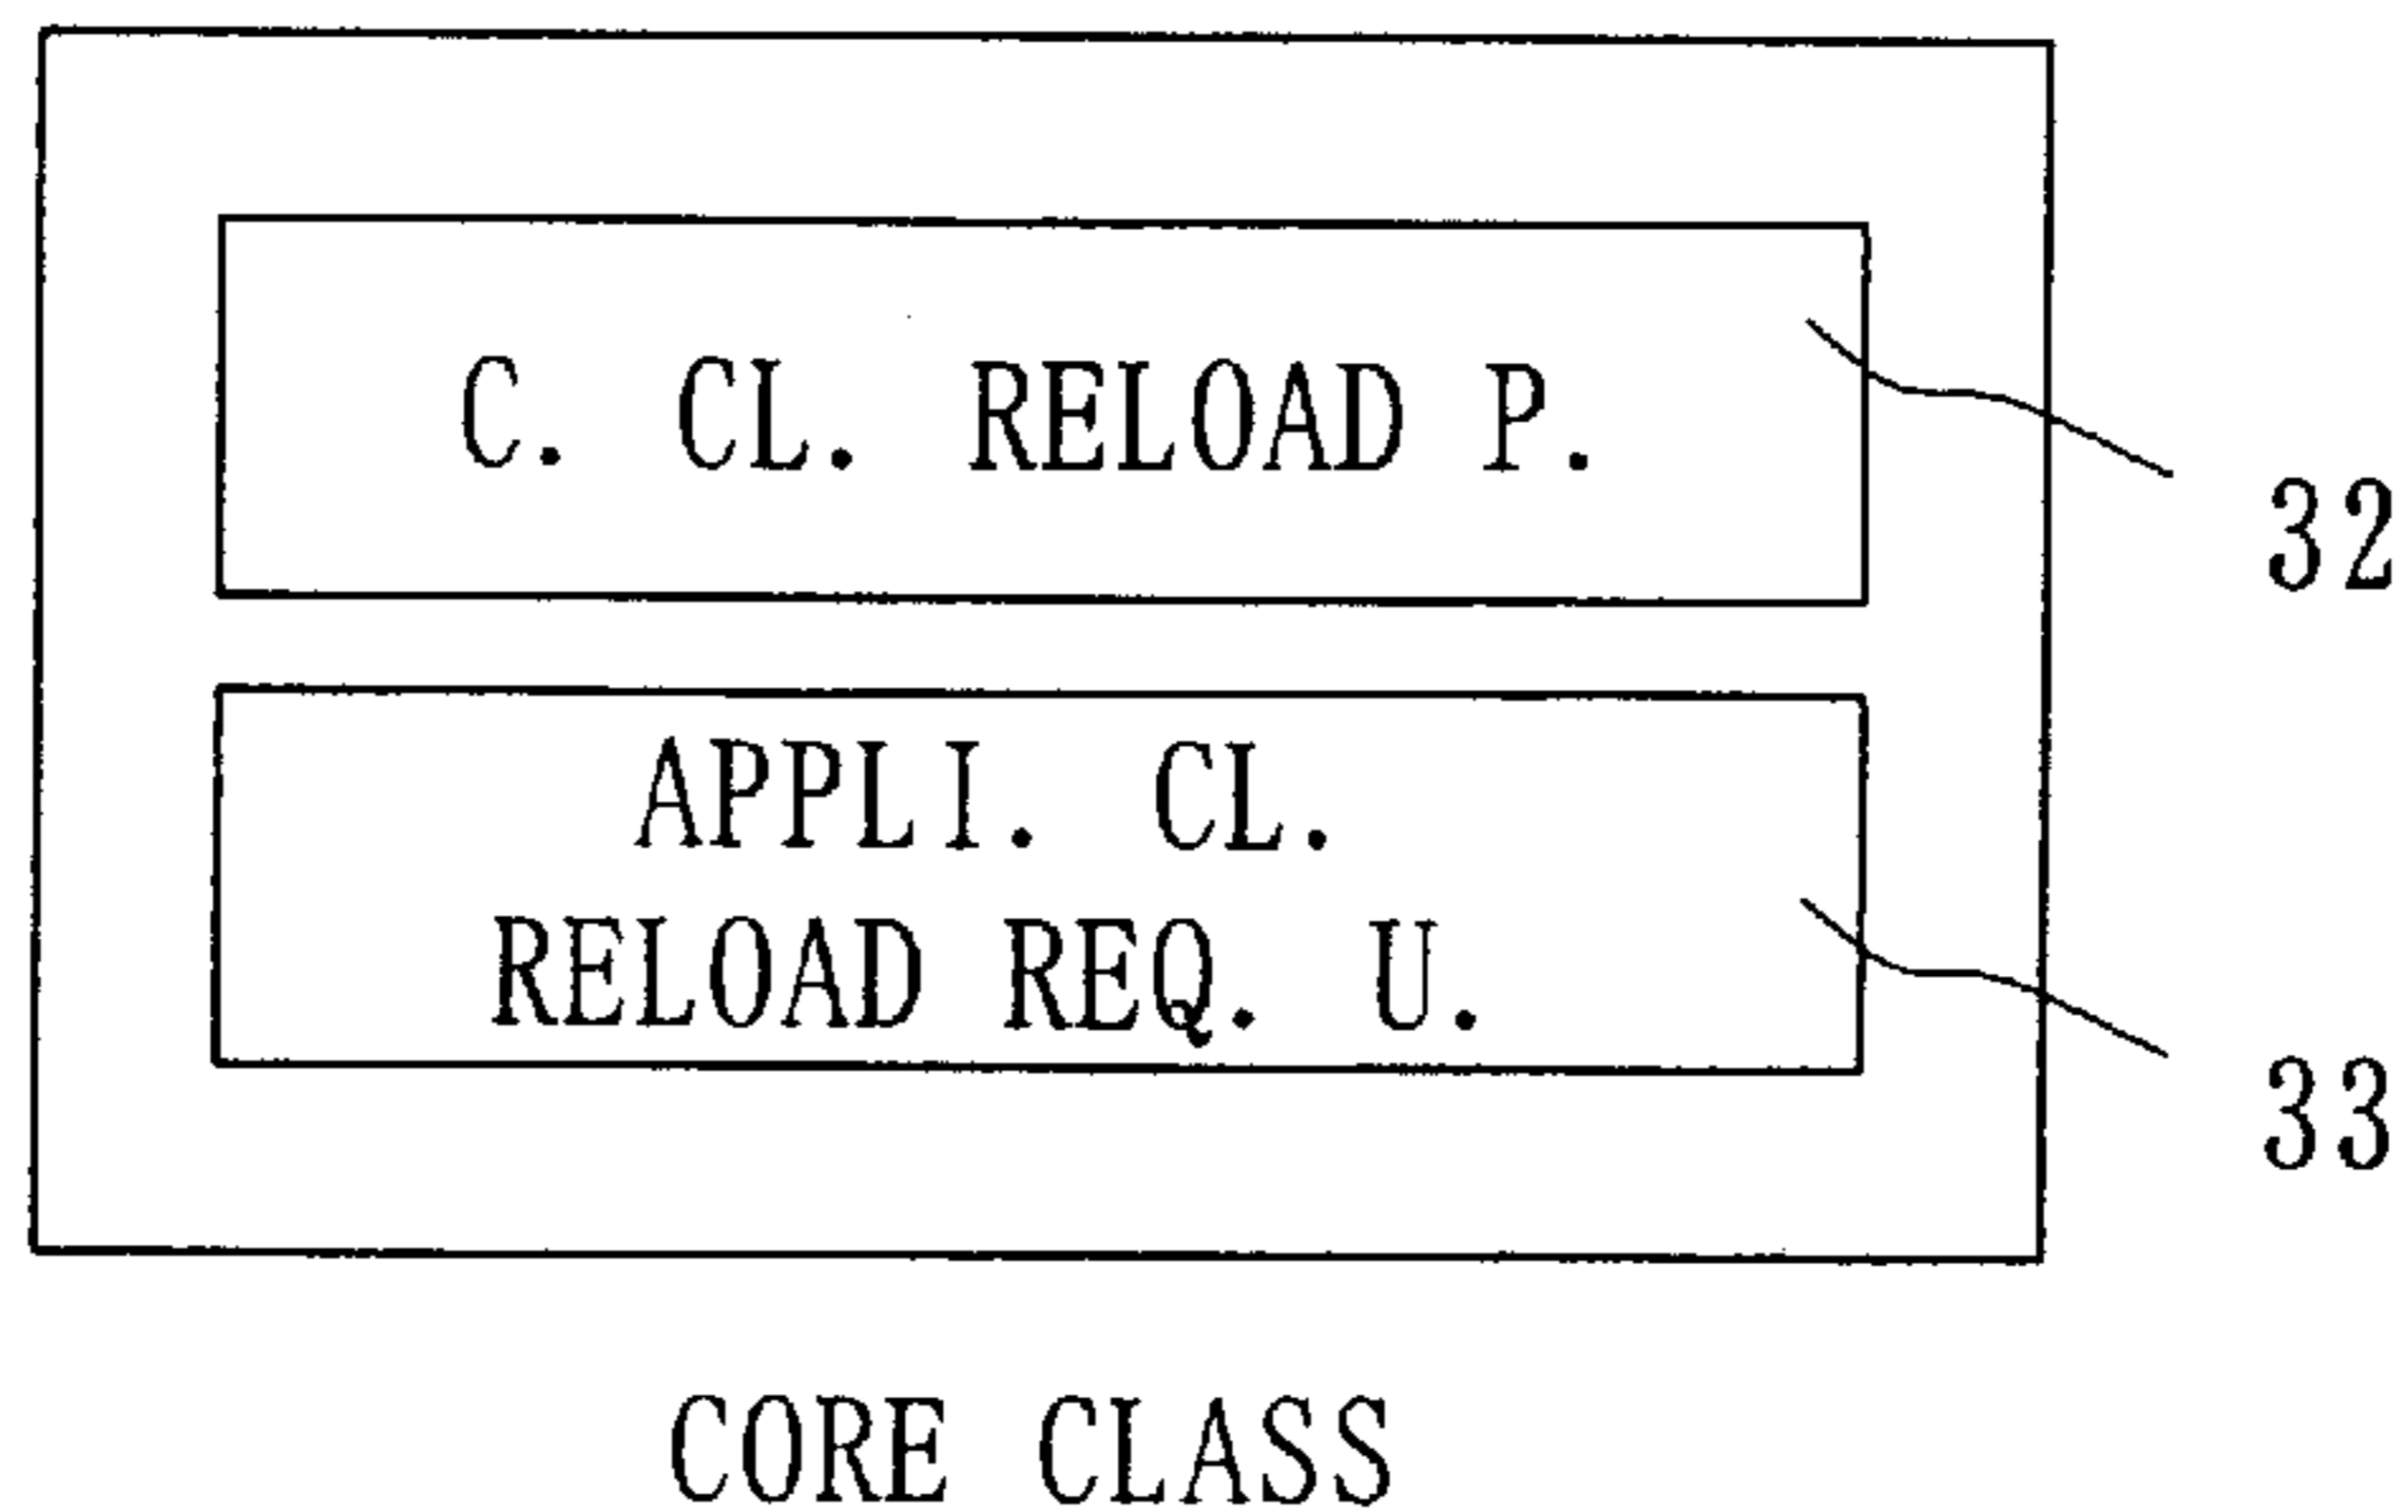 C. CL. RELOAD P.
32
APPLI. CL.
RELOAD REQ. U.
33
CORE CLASS